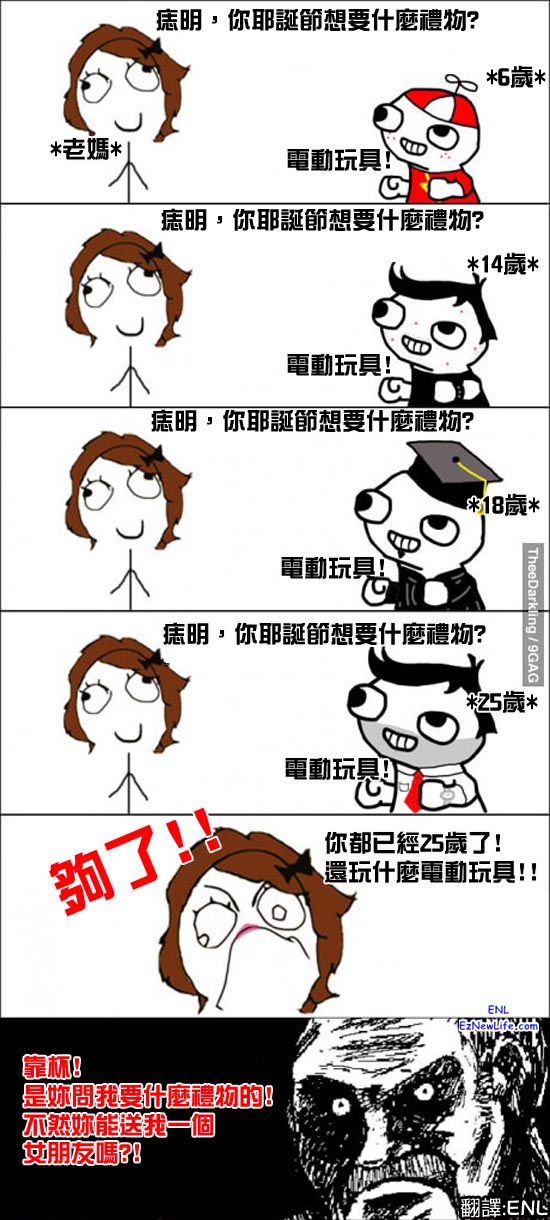 痣明，你耶誕節想要什麼禮物?
*6歲*
*老媽*
電動玩具!
痣明，你耶誕節想要什麼禮物?
*14歲*
電動玩具!
痣明，你耶誕節想要什麼禮物?
*18歲*
電動玩具!
TheeDarkling / 9GAG
痣明，你耶誕節想要什麼禮物?
*25歲*
電動玩具!
夠了!!
你都已經25歲了!
還玩什麼電動玩具!!
ENL
EzNewLife.com
靠杯!
是妳問我要什麼禮物的!
不然妳能送我一個
女朋友嗎?!
翻譯:ENL